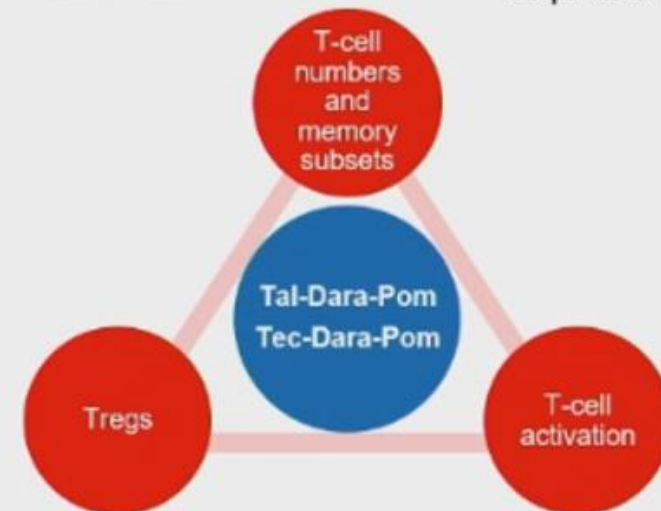 T-cell
numbers
and
memory
subsets
Tal-Dara-Pom
Tec-Dara-Pom
Tregs
T-cell
activation